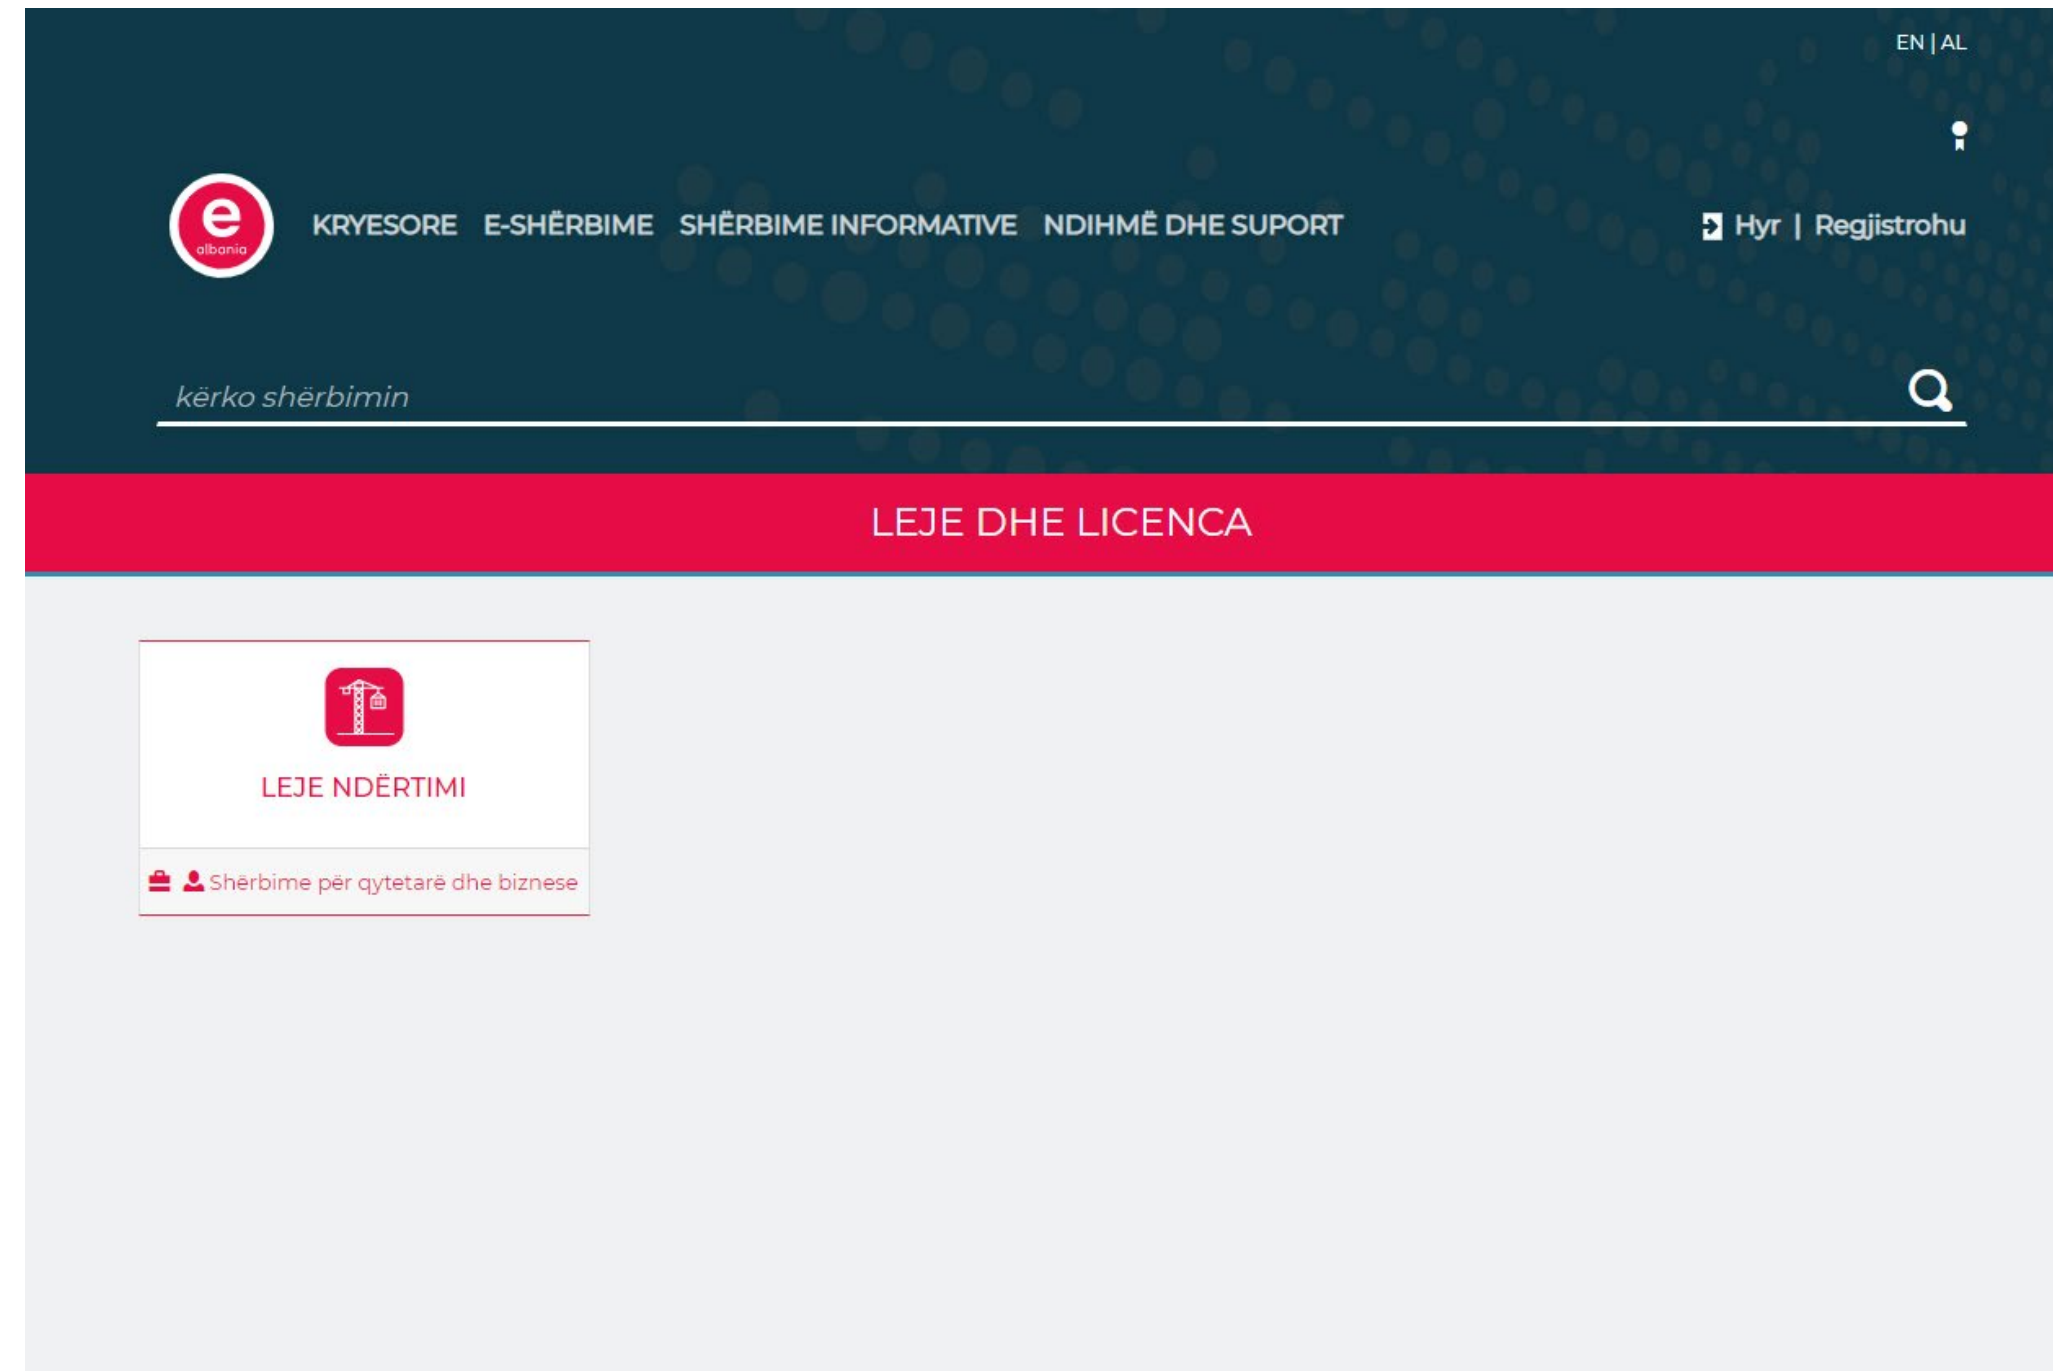 EN | AL
e
albania
KRYESORE E-SHËRBIME SHËRBIME INFORMATIVE NDIHMË DHE SUPORT Hyr | Regjistrohu
kërko shërbimin
LEJE DHE LICENCA
LEJE NDËRTIMI
Shërbime për qytetarë dhe biznese